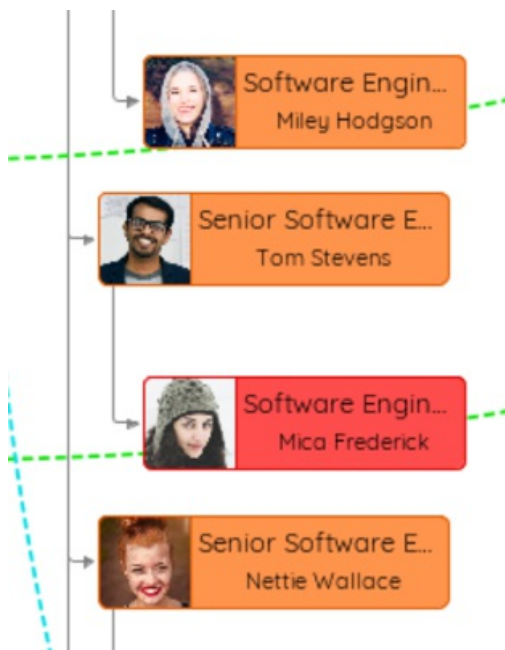 Software Engin...
Miley Hodgson
Senior Software E...
Tom Stevens
Software Engin...
Mica Frederick
Senior Software E...
Nettie Wallace